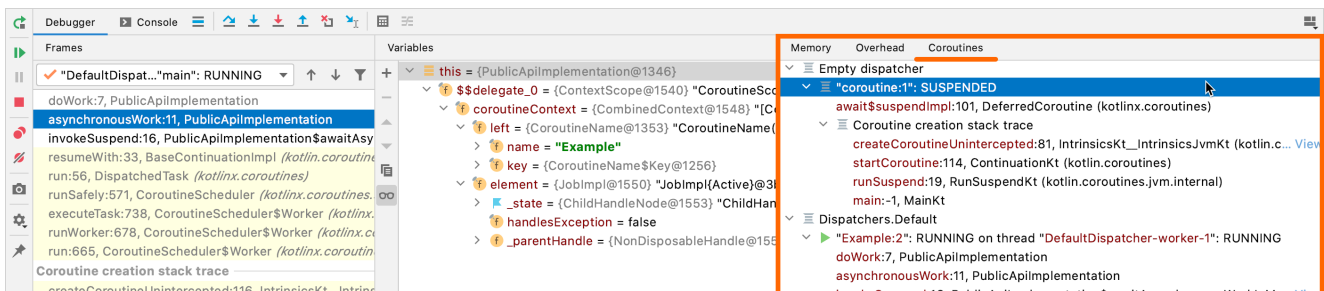 Debugger Console
Frames
"DefaultDispat..."main": RUNNING
doWork:7, PublicApiImplementation
asynchronousWork:11, PublicApiImplementation
invokeSuspend:16, PublicApiImplementation$awaitAsy
resumeWith:33, BaseContinuationImpl (kotlin.coroutine
run:56, DispatchedTask (kotlinx.coroutines)
runSafely:571, CoroutineScheduler (kotlinx.coroutines.
executeTask:738, CoroutineScheduler$Worker (kotlinx.
runWorker:678, CoroutineScheduler$Worker (kotlinx.co
run:665, CoroutineScheduler$Worker (kotlinx.coroutine
Coroutine creation stack trace
Variables
this = {PublicApiImplementation@1346}
$$delegate_0 = {ContextScope@1540} "CoroutineSco
coroutineContext = {CombinedContext@1548} "[Co
left = {CoroutineName@1353} "CoroutineName(
name = "Example"
key = {CoroutineName$Key@1256}
element = {JobImpl@1550} "JobImpl{Active}@3b
_state = {ChildHandleNode@1553} "ChildHan
handlesException = false
_parentHandle = {NonDisposableHandle@155
Memory Overhead Coroutines
Empty dispatcher
"coroutine:1": SUSPENDED
await$suspendImpl:101, DeferredCoroutine (kotlinx.coroutines)
Coroutine creation stack trace
createCoroutineUnintercepted:81, IntrinsicsKt__IntrinsicsJvmKt (kotlin.c... View
startCoroutine:114, ContinuationKt (kotlin.coroutines)
runSuspend:19, RunSuspendKt (kotlin.coroutines.jvm.internal)
main:-1, MainKt
Dispatchers.Default
"Example:2": RUNNING on thread "DefaultDispatcher-worker-1": RUNNING
doWork:7, PublicApiImplementation
asynchronousWork:11, PublicApiImplementation